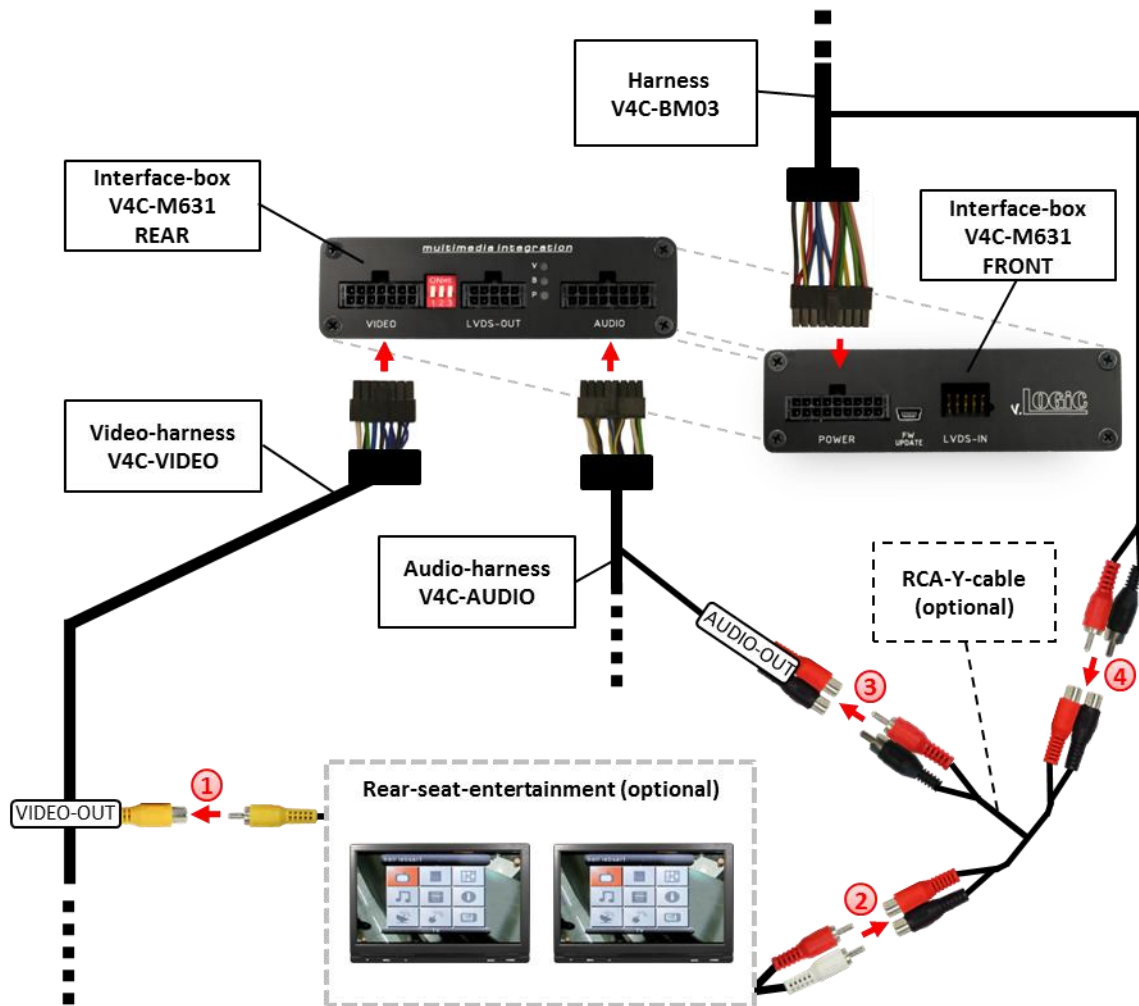 Harness
V4C-BM03
Interface-box
V4C-M631
REAR
Interface-box
V4C-M631
FRONT
multimedia integration
V
B
P
ON
1 2 3
VIDEO
LVDS-OUT
AUDIO
POWER
FW
UPDATE
LVDS-IN
v.LOGiC
Video-harness
V4C-VIDEO
Audio-harness
V4C-AUDIO
RCA-Y-cable
(optional)
AUDIO-OUT
3
4
1
VIDEO-OUT
Rear-seat-entertainment (optional)
2
TV